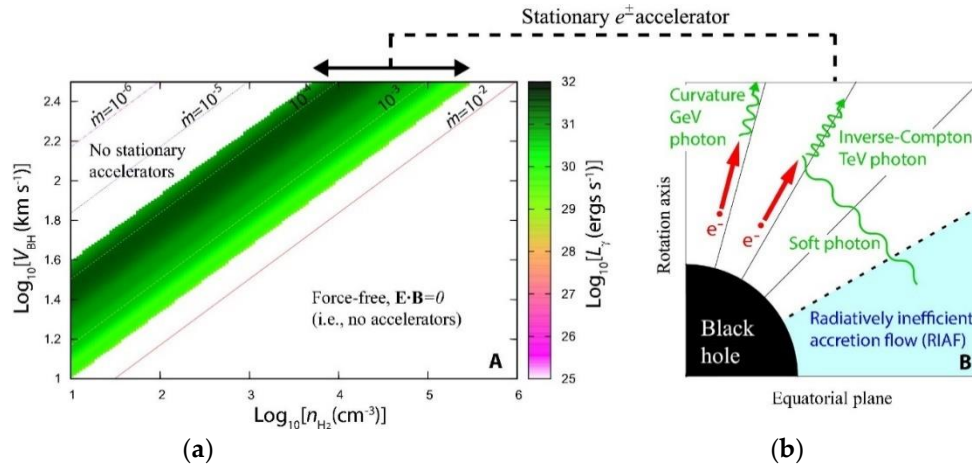 Stationary e± accelerator
ṁ=10⁻⁶
ṁ=10⁻⁵
10⁻⁴
10⁻³
ṁ=10⁻²
2.4
2.2
2
1.8
1.6
1.4
1.2
1
Log₁₀[V_BH (km s⁻¹)]
No stationary
accelerators
Force-free, E·B=0
(i.e., no accelerators)
A
1
2
3
4
5
6
Log₁₀[n_H₂(cm⁻³)]
32
31
30
29
28
27
26
25
Log₁₀[L_γ (ergs s⁻¹)]
Curvature
GeV
photon
Inverse-Compton
TeV photon
e⁻
e⁻
Soft photon
Rotation axis
Black
hole
Radiatively inefficient
accretion flow (RIAF)
B
Equatorial plane
(a)
(b)